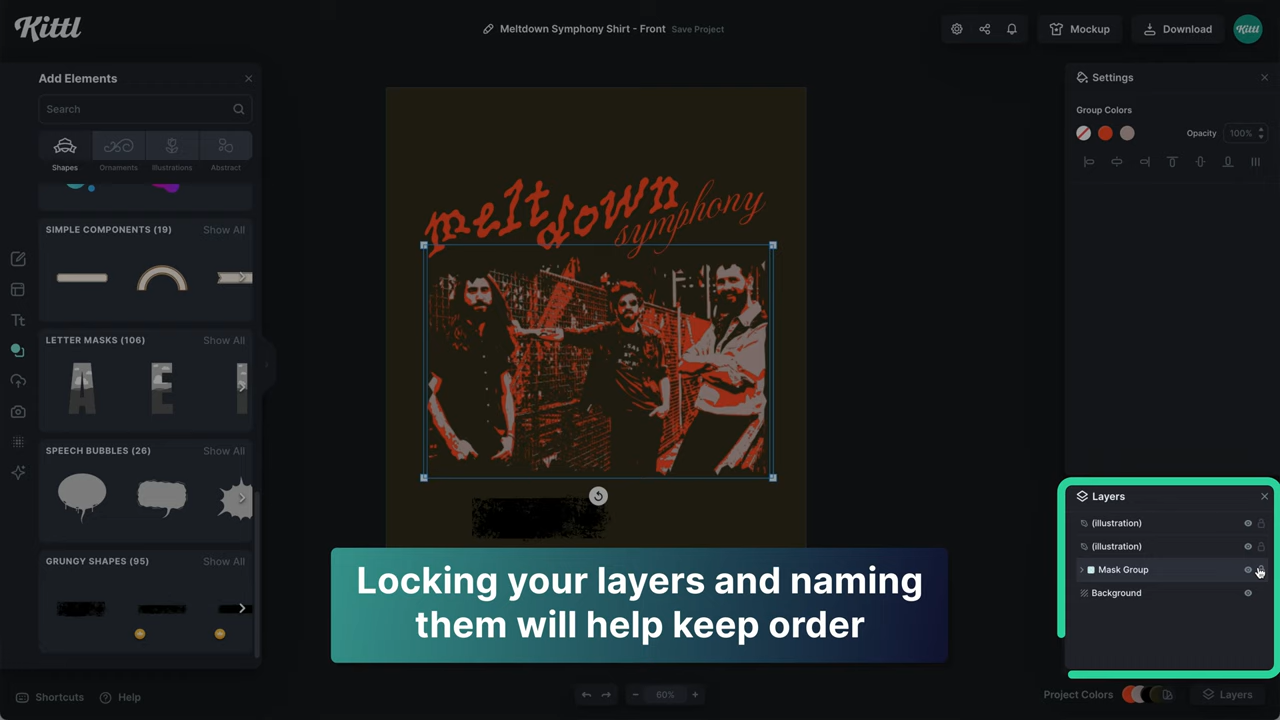 Kittl
Meltdown Symphony Shirt - Front Save Project
Mockup
Download
Kittl
Add Elements
Search
Shapes Ornaments Illustrations Abstract
SIMPLE COMPONENTS (19) Show All
LETTER MASKS (106) Show All
A E I
SPEECH BUBBLES (26) Show All
GRUNGY SHAPES (95) Show All
meltdown symphony
Settings
Group Colors
Opacity 100%
Layers
(illustration)
(illustration)
Mask Group
Background
Locking your layers and naming
them will help keep order
Shortcuts Help
60%
Project Colors Layers